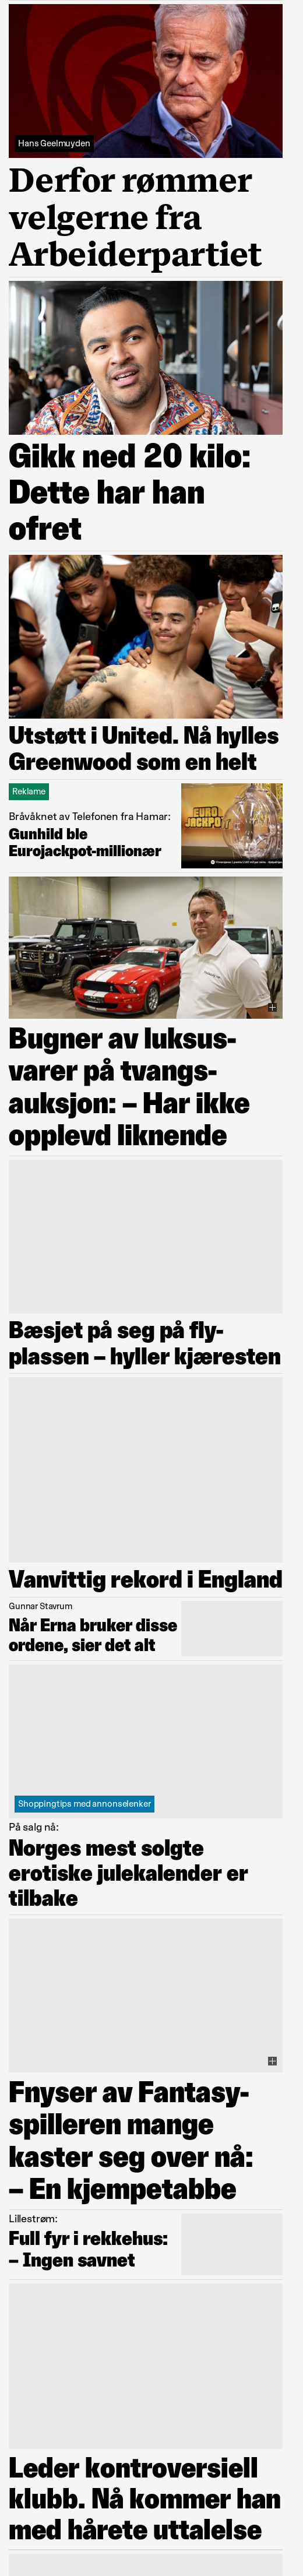 Hans Geelmuyden
Derfor rømmer
velgerne fra
Arbeiderpartiet
Gikk ned 20 kilo:
Dette har han
ofret
Utstøtt i United. Nå hylles
Greenwood som en helt
Reklame
Bråvåknet av Telefonen fra Hamar:
Gunhild ble
Eurojackpot-millionær
EURO
JACKPOT
Bugner av luksus-
varer på tvangs-
auksjon: – Har ikke
opplevd liknende
Bæsjet på seg på fly-
plassen – hyller kjæresten
Vanvittig rekord i England
Gunnar Stavrum
Når Erna bruker disse
ordene, sier det alt
Shoppingtips med annonselenker
På salg nå:
Norges mest solgte
erotiske julekalender er
tilbake
Fnyser av Fantasy-
spilleren mange
kaster seg over nå:
– En kjempetabbe
Lillestrøm:
Full fyr i rekkehus:
– Ingen savnet
Leder kontroversiell
klubb. Nå kommer han
med hårete uttalelse